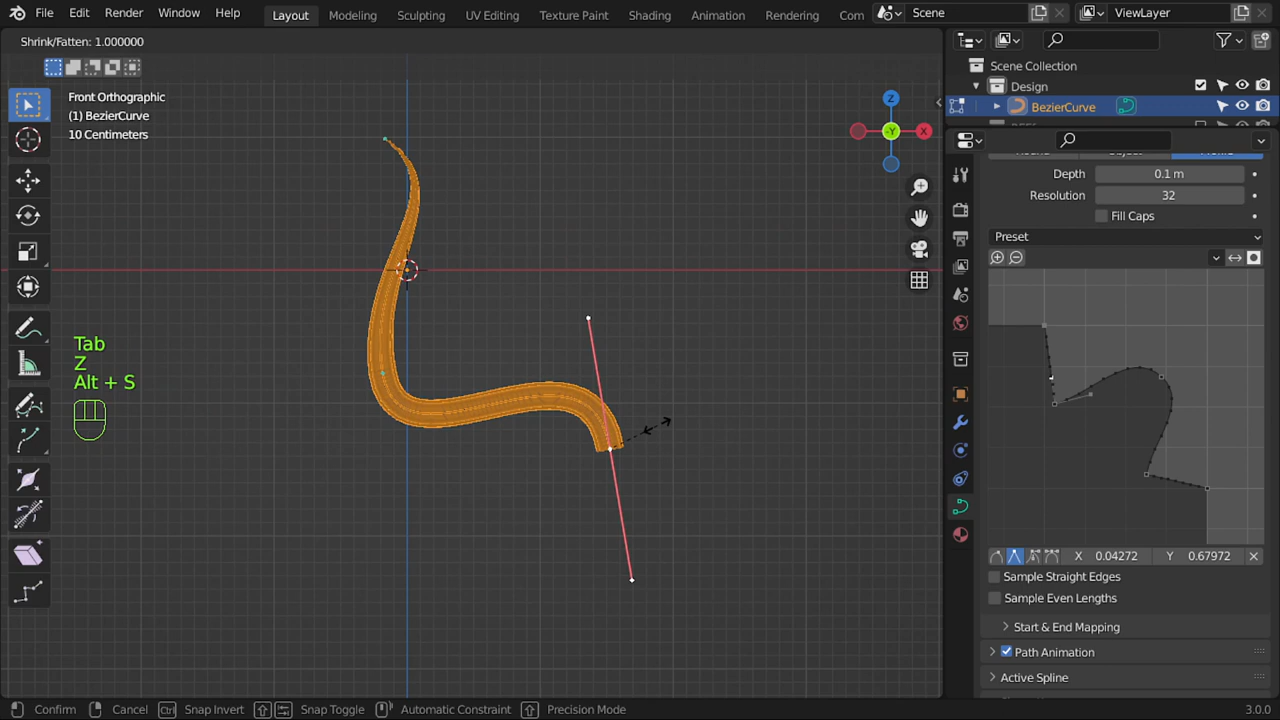 File Edit Render Window Help Layout Modeling Sculpting UV Editing Texture Paint Shading Animation Rendering Com Scene ViewLayer
Shrink/Fatten: 1.000000
Scene Collection
Front Orthographic
Design
(1) BezierCurve
BezierCurve
10 Centimeters
Z
X
-Y
Depth 0.1 m
Resolution 32
Fill Caps
Preset
Tab
Z
Alt + S
X 0.04272 Y 0.67972
Sample Straight Edges
Sample Even Lengths
Start & End Mapping
Path Animation
Active Spline
Confirm Cancel Ctrl Snap Invert Snap Toggle Automatic Constraint Precision Mode 3.0.0